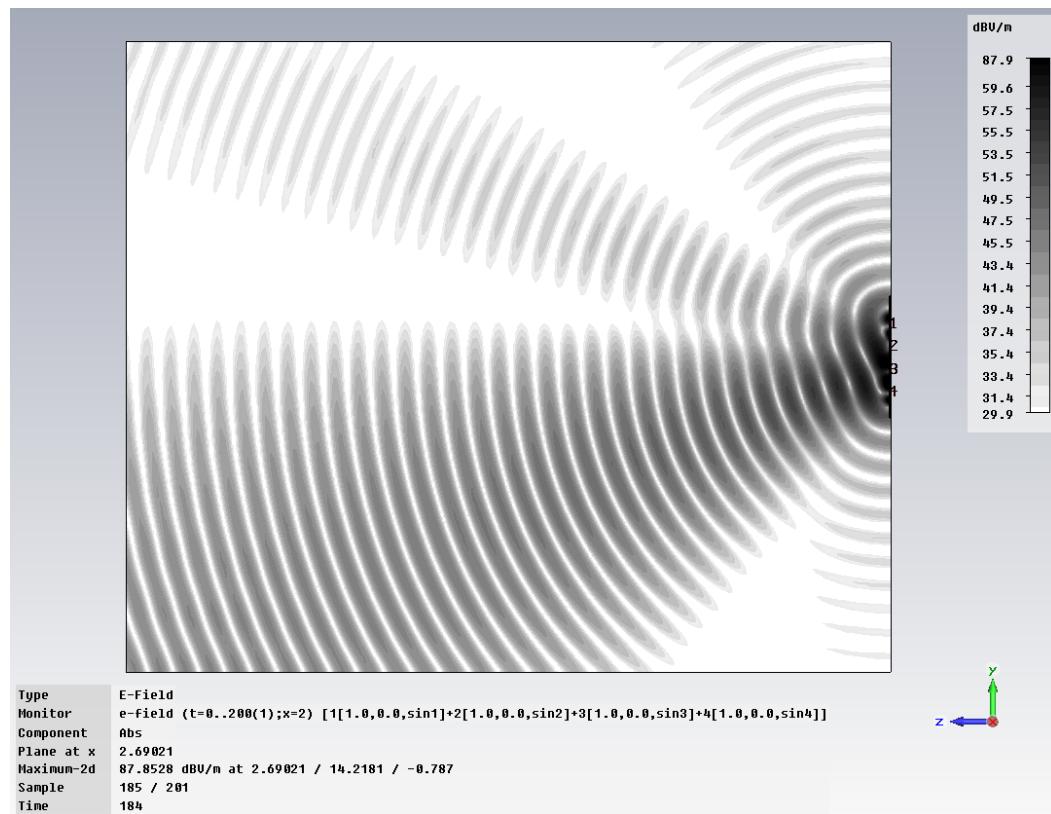 dBV/m
87.9
59.6
57.5
55.5
53.5
51.5
49.5
47.5
45.5
43.4
41.4
39.4
37.4
35.4
33.4
31.4
29.9
1
2
3
4
y
z
Type E-Field
Monitor e-field (t=0..200(1);x=2) [1[1.0,0.0,sin1]+2[1.0,0.0,sin2]+3[1.0,0.0,sin3]+4[1.0,0.0,sin4]]
Component Abs
Plane at x 2.69021
Maximum-2d 87.8528 dBV/m at 2.69021 / 14.2181 / -0.787
Sample 185 / 201
Time 184